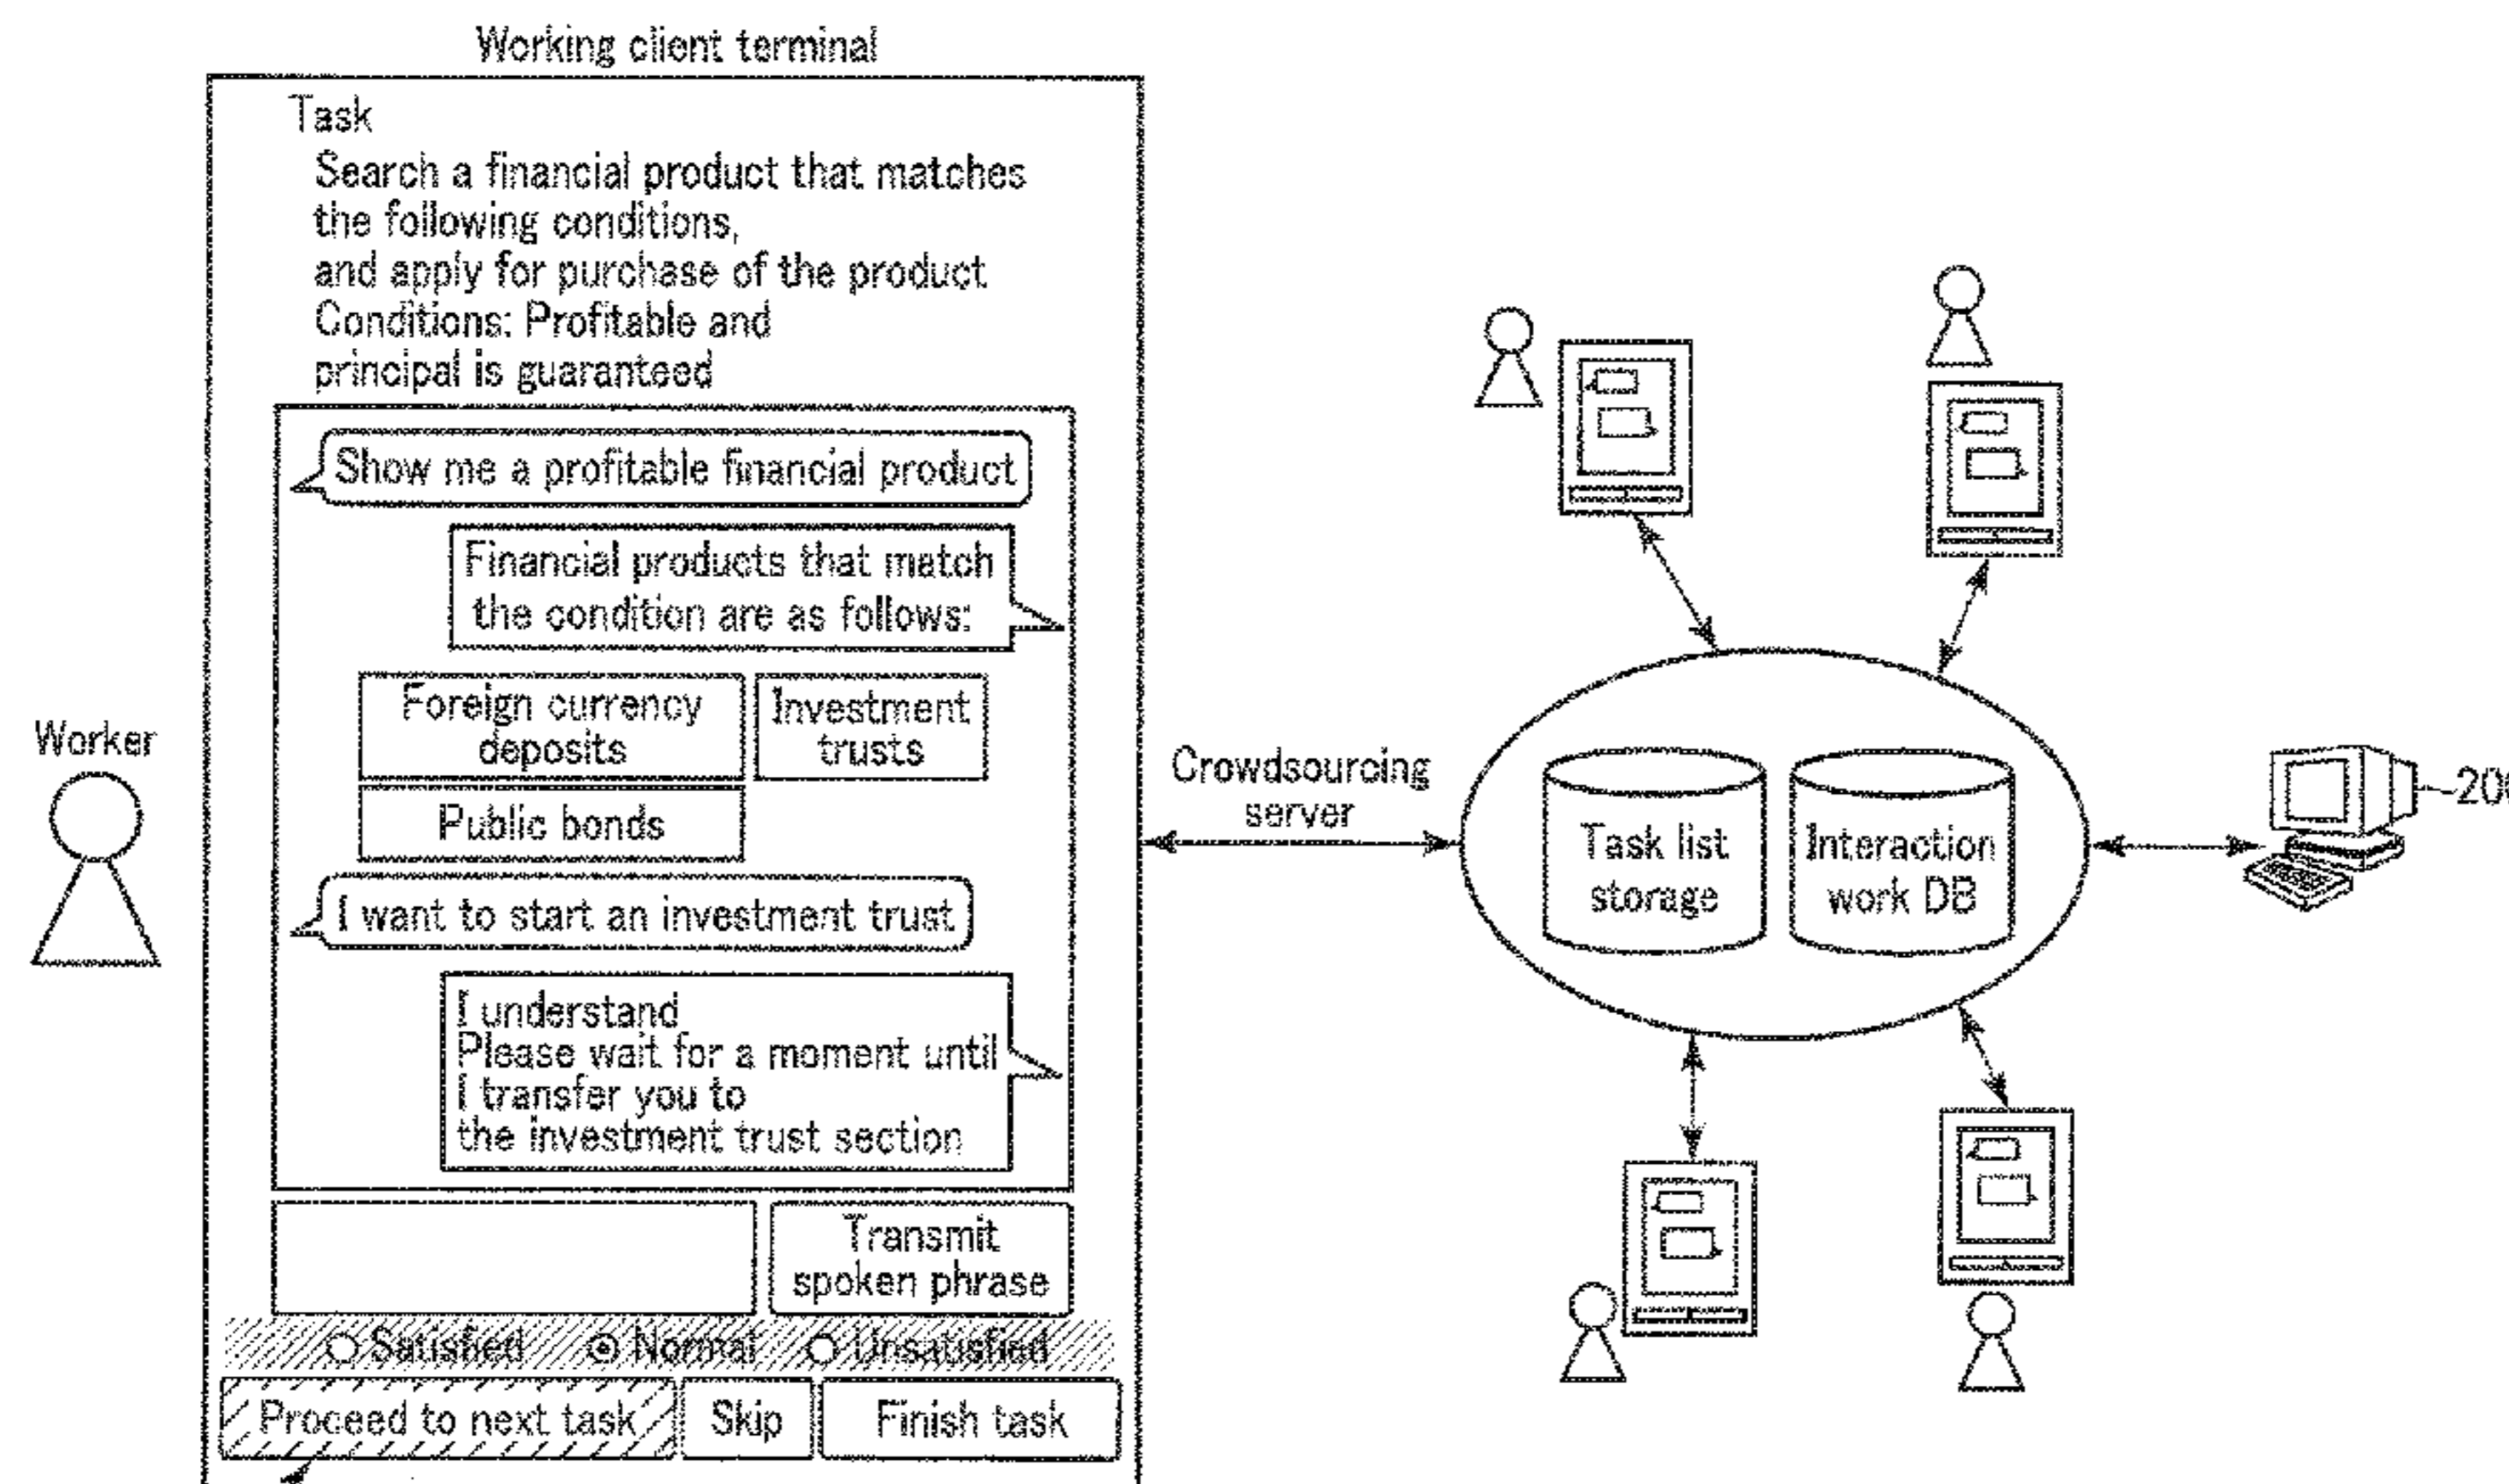 Working client terminal
Task
Search a financial product that matches
the following conditions,
and apply for purchase of the product
Conditions: Profitable and
principal is guaranteed
Show me a profitable financial product
Financial products that match
the condition are as follows:
Foreign currency
deposits
Investment
trusts
Public bonds
I want to start an investment trust
I understand
Please wait for a moment until
I transfer you to
the investment trust section
Transmit
spoken phrase
Satisfied
Normal
Unsatisfied
Proceed to next task
Skip
Finish task
Worker
Crowdsourcing
server
Task list
storage
Interaction
work DB